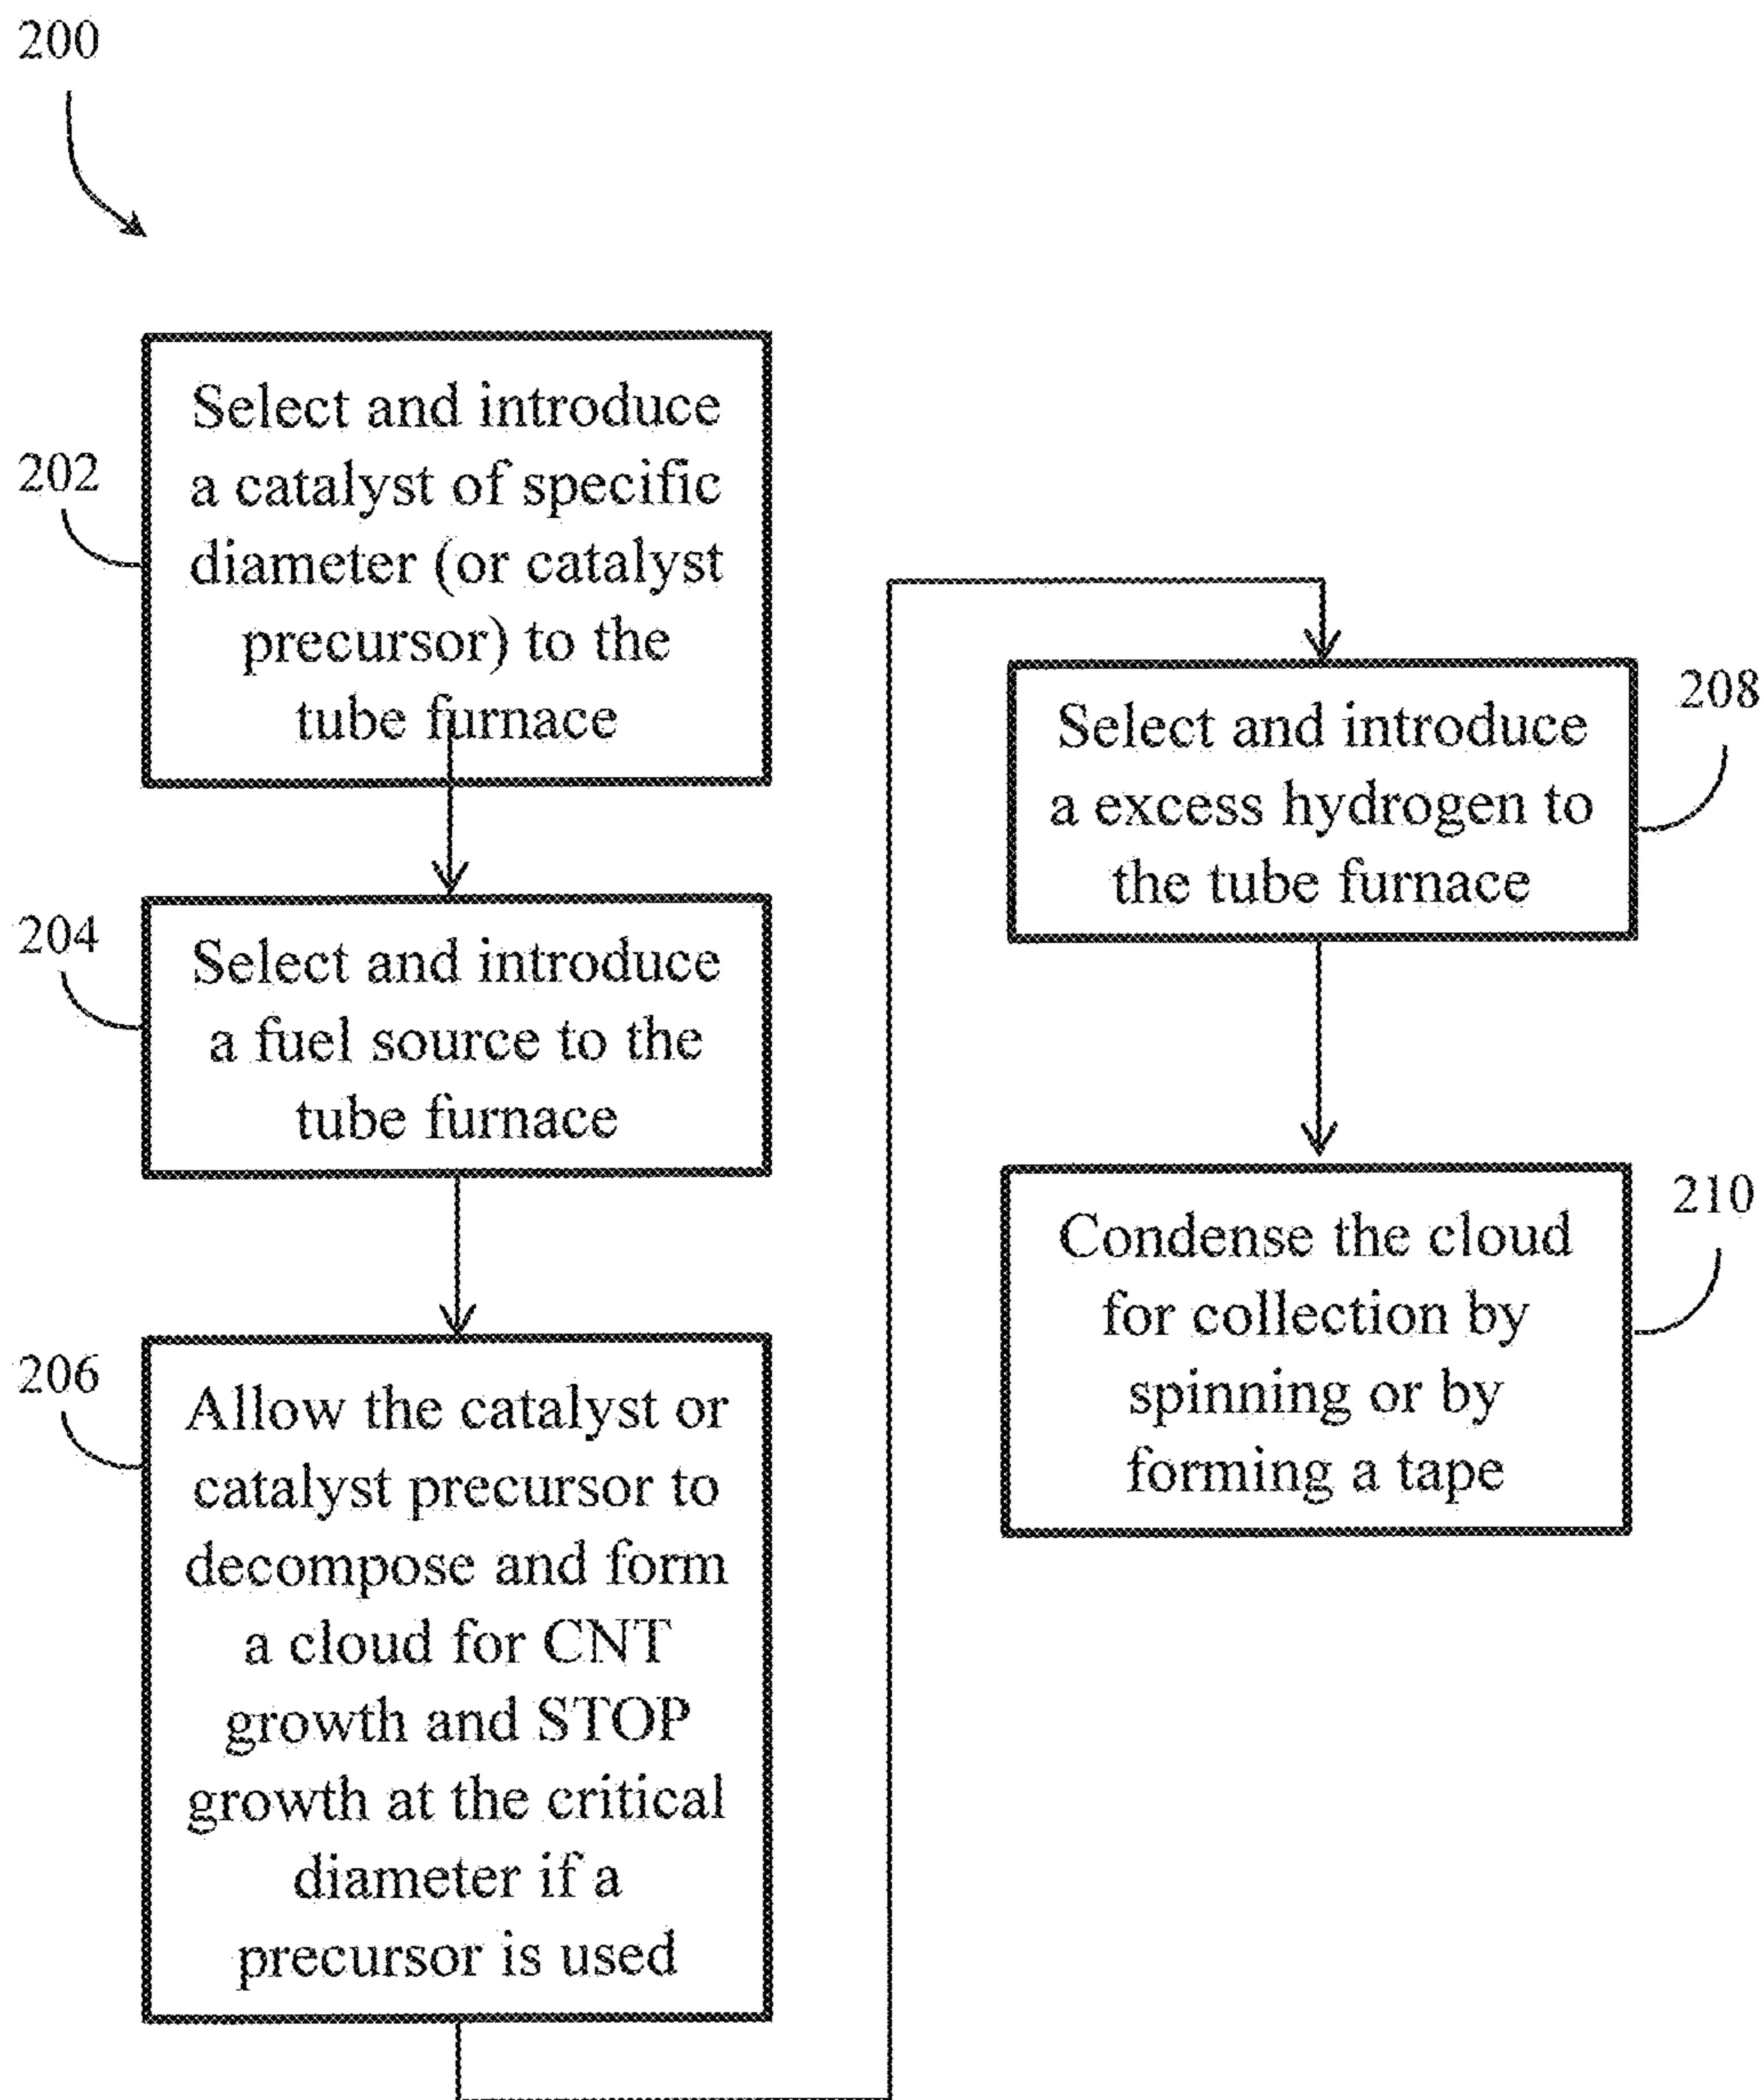 200
202
Select and introduce
a catalyst of specific
diameter (or catalyst
precursor) to the
tube furnace
204
Select and introduce
a fuel source to the
tube furnace
206
Allow the catalyst or
catalyst precursor to
decompose and form
a cloud for CNT
growth and STOP
growth at the critical
diameter if a
precursor is used
208
Select and introduce
a excess hydrogen to
the tube furnace
210
Condense the cloud
for collection by
spinning or by
forming a tape